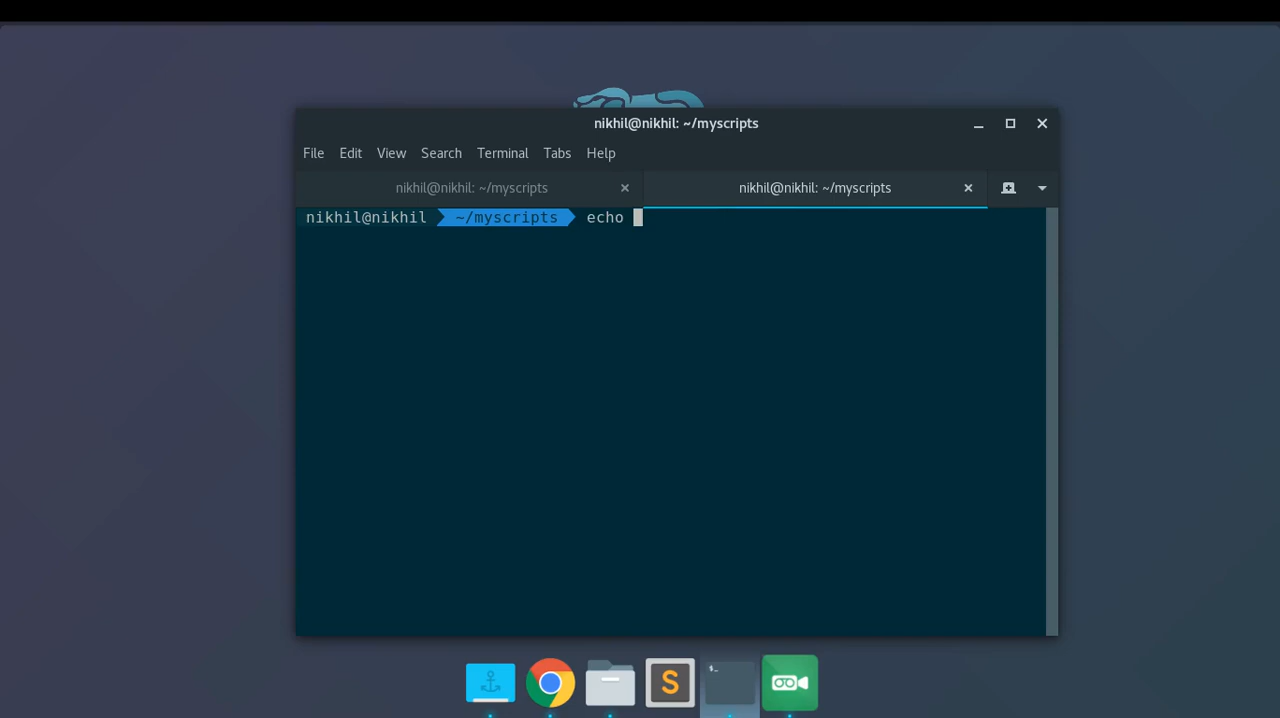 nikhil@nikhil: ~/myscripts
File Edit View Search Terminal Tabs Help
nikhil@nikhil: ~/myscripts nikhil@nikhil: ~/myscripts
nikhil@nikhil ~/myscripts echo
$_
S